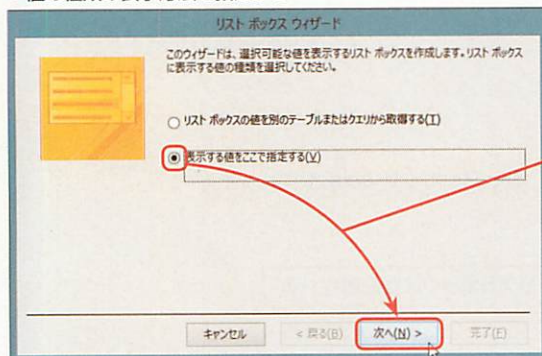 リスト ボックス ウィザード
このウィザードは、選択可能な値を表示するリスト ボックスを作成します。リスト ボックス
に表示する値の種類を選択してください。
リスト ボックスの値を別のテーブルまたはクエリから取得する(T)
表示する値をここで指定する(V)
キャンセル
< 戻る(B)
次へ(N) >
完了(F)